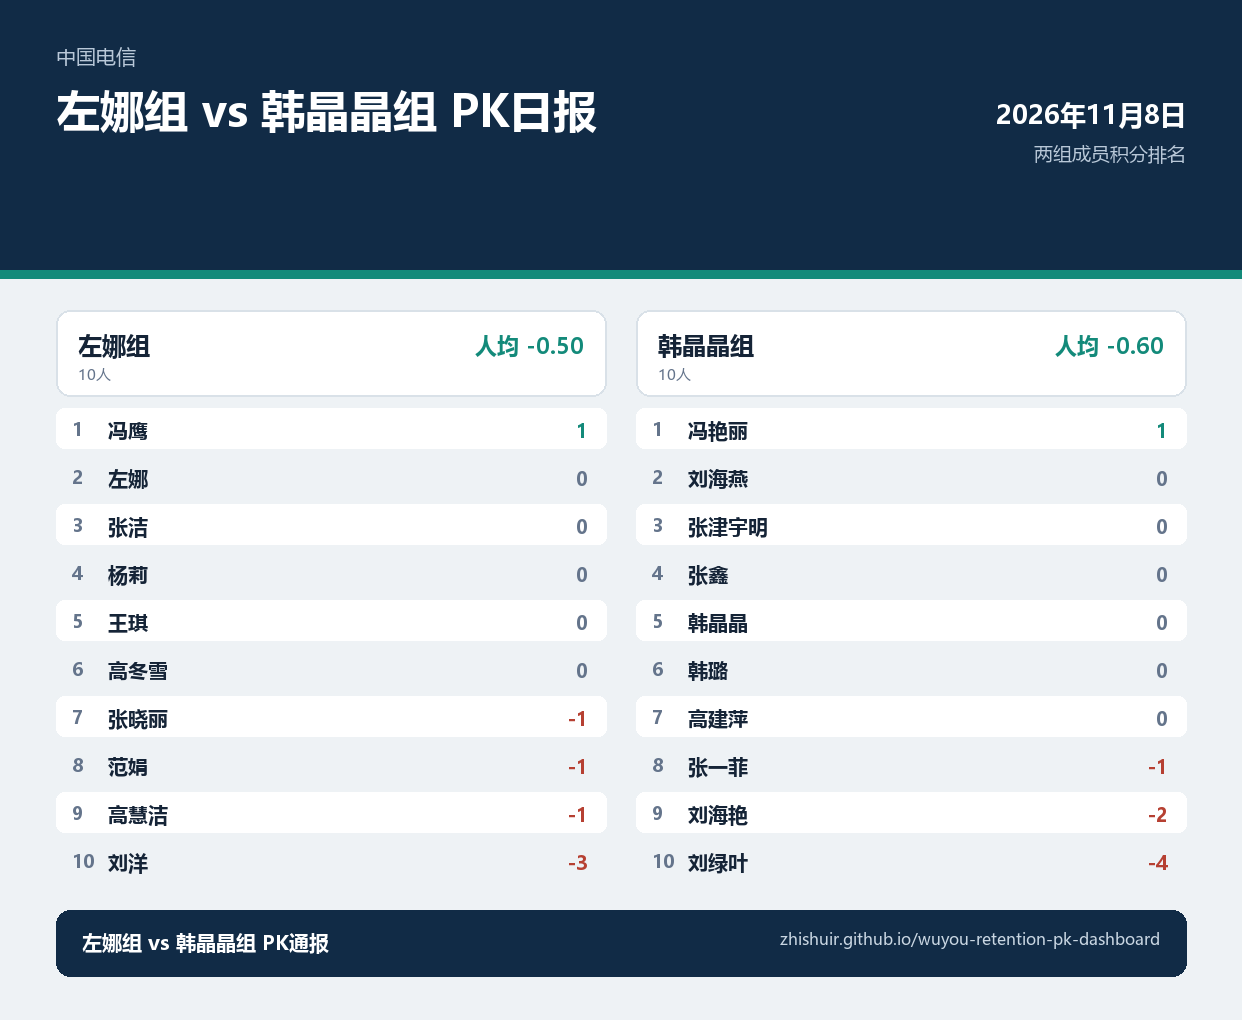 中国电信
左娜组 vs 韩晶晶组 PK日报
2026年11月8日
两组成员积分排名
左娜组
人均 -0.50
10人
1 冯鹰 1
2 左娜 0
3 张洁 0
4 杨莉 0
5 王琪 0
6 高冬雪 0
7 张晓丽 -1
8 范娟 -1
9 高慧洁 -1
10 刘洋 -3
韩晶晶组
人均 -0.60
10人
1 冯艳丽 1
2 刘海燕 0
3 张津宇明 0
4 张鑫 0
5 韩晶晶 0
6 韩璐 0
7 高建萍 0
8 张一菲 -1
9 刘海艳 -2
10 刘绿叶 -4
左娜组 vs 韩晶晶组 PK通报
zhishuir.github.io/wuyou-retention-pk-dashboard